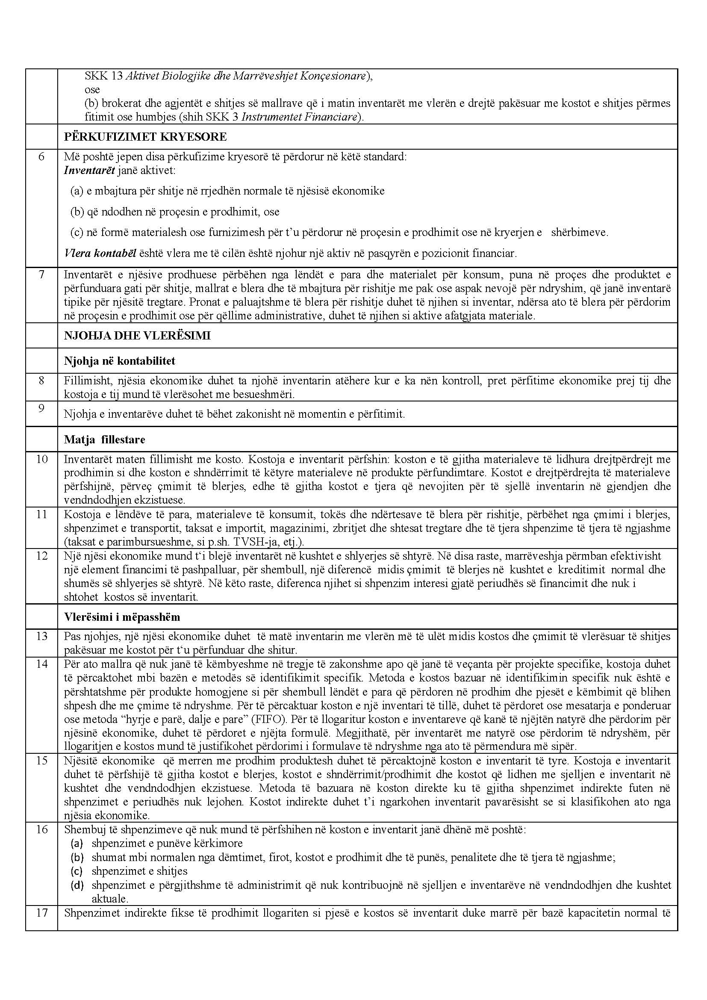 SKK 13 Aktivet Biologjike dhe Marrëveshjet Konçesionare),
ose
(b) brokerat dhe agjentët e shitjes së mallrave që i matin inventarët me vlerën e drejtë pakësuar me kostot e shitjes përmes
fitimit ose humbjes (shih SKK 3 Instrumentet Financiare).
PËRKUFIZIMET KRYESORE
6 Më poshtë jepen disa përkufizime kryesorë të përdorur në këtë standard:
Inventarët janë aktivet:
(a) e mbajtura për shitje në rrjedhën normale të njësisë ekonomike
(b) që ndodhen në proçesin e prodhimit, ose
(c) në formë materialesh ose furnizimesh për t’u përdorur në proçesin e prodhimit ose në kryerjen e shërbimeve.
Vlera kontabël është vlera me të cilën është njohur një aktiv në pasqyrën e pozicionit financiar.
7 Inventarët e njësive prodhuese përbëhen nga lëndët e para dhe materialet për konsum, puna në proçes dhe produktet e
përfunduara gati për shitje, mallrat e blera dhe të mbajtura për rishitje me pak ose aspak nevojë për ndryshim, që janë inventarë
tipike për njësitë tregtare. Pronat e paluajtshme të blera për rishitje duhet të njihen si inventar, ndërsa ato të blera për përdorim
në proçesin e prodhimit ose për qëllime administrative, duhet të njihen si aktive afatgjata materiale.
NJOHJA DHE VLERËSIMI
Njohja në kontabilitet
8 Fillimisht, njësia ekonomike duhet ta njohë inventarin atëhere kur e ka nën kontroll, pret përfitime ekonomike prej tij dhe
kostoja e tij mund të vlerësohet me besueshmëri.
9 Njohja e inventarëve duhet të bëhet zakonisht në momentin e përfitimit.
Matja fillestare
10 Inventarët maten fillimisht me kosto. Kostoja e inventarit përfshin: koston e të gjitha materialeve të lidhura drejtpërdrejt me
prodhimin si dhe koston e shndërrimit të këtyre materialeve në produkte përfundimtare. Kostot e drejtpërdrejta të materialeve
përfshijnë, përveç çmimit të blerjes, edhe të gjitha kostot e tjera që nevojiten për të sjellë inventarin në gjendjen dhe
vendndodhjen ekzistuese.
11 Kostoja e lëndëve të para, materialeve të konsumit, tokës dhe ndërtesave të blera për rishitje, përbëhet nga çmimi i blerjes,
shpenzimet e transportit, taksat e importit, magazinimi, zbritjet dhe shtesat tregtare dhe të tjera shpenzime të tjera të ngjashme
(taksat e parimbursueshme, si p.sh. TVSH-ja, etj.).
12 Një njësi ekonomike mund t‘i blejë inventarët në kushtet e shlyerjes së shtyrë. Në disa raste, marrëveshja përmban efektivisht
një element financimi të pashpalluar, për shembull, një diferencë midis çmimit të blerjes në kushtet e kreditimit normal dhe
shumës së shlyerjes së shtyrë. Në këto raste, diferenca njihet si shpenzim interesi gjatë periudhës së financimit dhe nuk i
shtohet kostos së inventarit.
Vlerësimi i mëpasshëm
13 Pas njohjes, një njësi ekonomike duhet të matë inventarin me vlerën më të ulët midis kostos dhe çmimit të vlerësuar të shitjes
pakësuar me kostot për t‘u përfunduar dhe shitur.
14 Për ato mallra që nuk janë të këmbyeshme në tregje të zakonshme apo që janë të veçanta për projekte specifike, kostoja duhet
të përcaktohet mbi bazën e metodës së identifikimit specifik. Metoda e kostos bazuar në identifikimin specifik nuk është e
përshtatshme për produkte homogjene si për shembull lëndët e para që përdoren në prodhim dhe pjesët e këmbimit që blihen
shpesh dhe me çmime të ndryshme. Për të përcaktuar koston e një inventari të tillë, duhet të përdoret ose mesatarja e ponderuar
ose metoda “hyrje e parë, dalje e pare” (FIFO). Për të llogaritur koston e inventareve që kanë të njëjtën natyrë dhe përdorim për
njësinë ekonomike, duhet të përdoret e njëjta formulë. Megjithatë, për inventarët me natyrë ose përdorim të ndryshëm, për
llogaritjen e kostos mund të justifikohet përdorimi i formulave të ndryshme nga ato të përmendura më sipër.
15 Njësitë ekonomike që merren me prodhim produktesh duhet të përcaktojnë koston e inventarit të tyre. Kostoja e inventarit
duhet të përfshijë të gjitha kostot e blerjes, kostot e shndërrimit/prodhimit dhe kostot që lidhen me sjelljen e inventarit në
kushtet dhe vendndodhjen ekzistuese. Metoda të bazuara në koston direkte ku të gjitha shpenzimet indirekte futen në
shpenzimet e periudhës nuk lejohen. Kostot indirekte duhet t’i ngarkohen inventarit pavarësisht se si klasifikohen ato nga
njësia ekonomike.
16 Shembuj të shpenzimeve që nuk mund të përfshihen në koston e inventarit janë dhënë më poshtë:
(a) shpenzimet e punëve kërkimore
(b) shumat mbi normalen nga dëmtimet, firot, kostot e prodhimit dhe të punës, penalitete dhe të tjera të ngjashme;
(c) shpenzimet e shitjes
(d) shpenzimet e përgjithshme të administrimit që nuk kontribuojnë në sjelljen e inventarëve në vendndodhjen dhe kushtet
aktuale.
17 Shpenzimet indirekte fikse të prodhimit llogariten si pjesë e kostos së inventarit duke marrë për bazë kapacitetin normal të